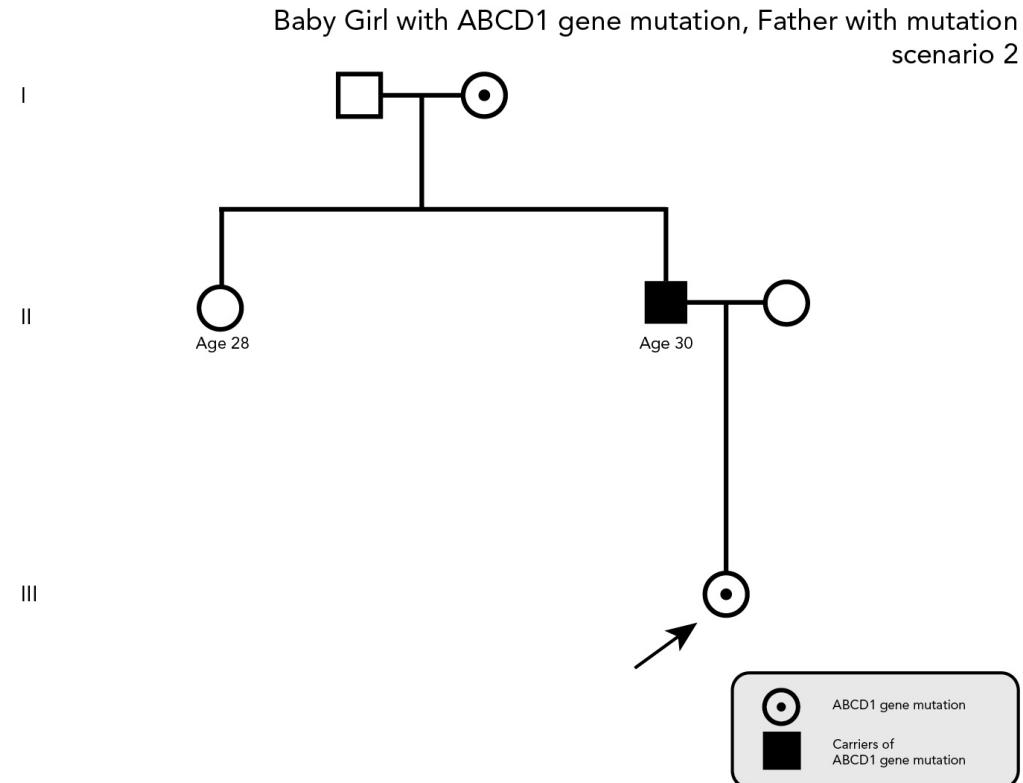 Baby Girl with ABCD1 gene mutation, Father with mutation
scenario 2
I
II
Age 28
Age 30
III
ABCD1 gene mutation
Carriers of
ABCD1 gene mutation